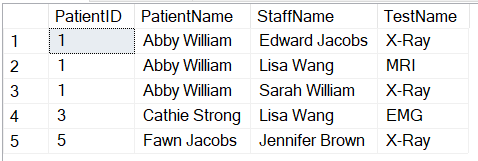 PatientID PatientName StaffName TestName
1 1 Abby William Edward Jacobs X-Ray
2 1 Abby William Lisa Wang MRI
3 1 Abby William Sarah William X-Ray
4 3 Cathie Strong Lisa Wang EMG
5 5 Fawn Jacobs Jennifer Brown X-Ray